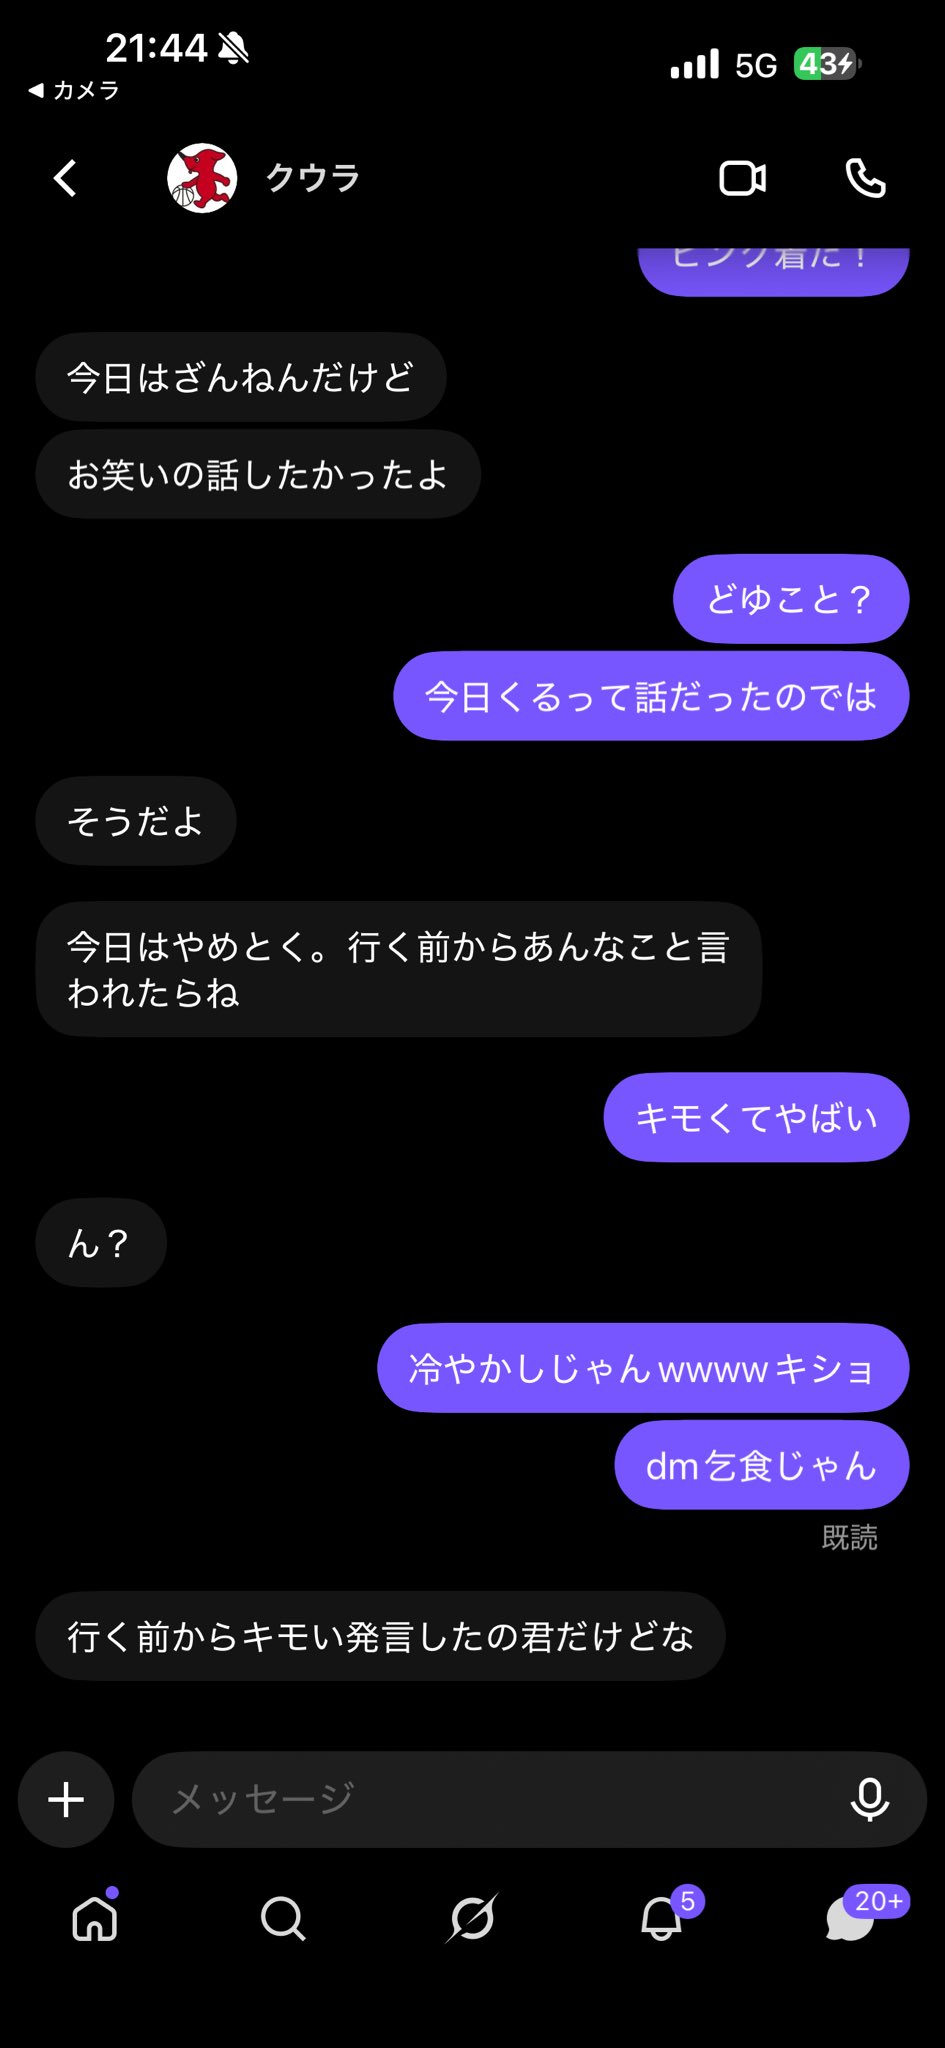 21:44
5G
43
◀ カメラ
クウラ
ピンク着た！
今日はざんねんだけど
お笑いの話したかったよ
どゆこと？
今日くるって話だったのでは
そうだよ
今日はやめとく。行く前からあんなこと言
われたらね
キモくてやばい
ん？
冷やかしじゃんwwwwキショ
dm乞食じゃん
既読
行く前からキモい発言したの君だけどな
メッセージ
5
20+